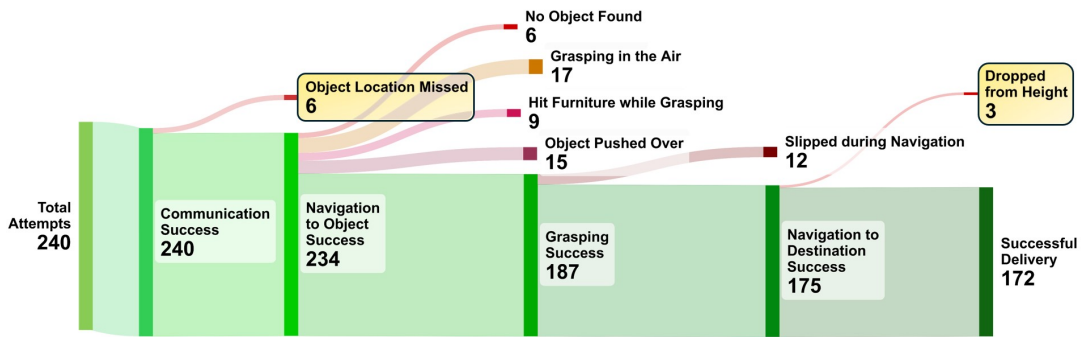 No Object Found
6
Grasping in the Air
17
Object Location Missed
6
Dropped
from Height
3
Hit Furniture while Grasping
9
Object Pushed Over
15
Slipped during Navigation
12
Total
Attempts
240
Communication
Success
240
Navigation
to Object
Success
234
Grasping
Success
187
Navigation to
Destination
Success
175
Successful
Delivery
172